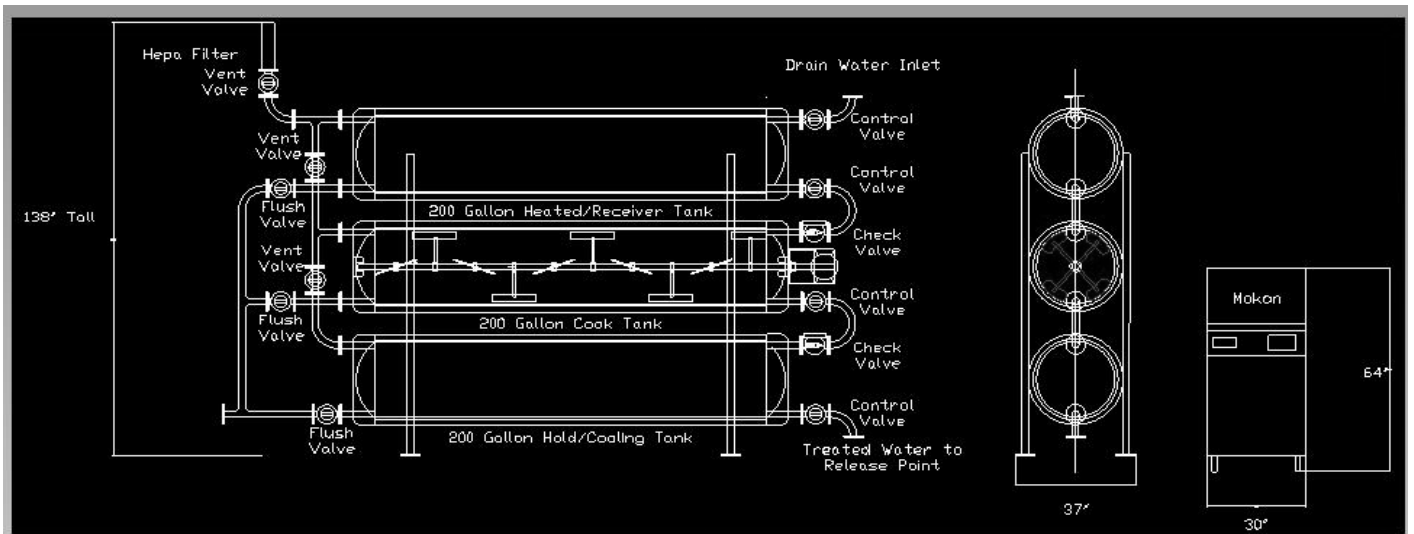 Hepa Filter
Vent
Valve
Drain Water Inlet
Control
Valve
Vent
Valve
Control
Valve
Flush
Valve
138" Tall
200 Gallon Heated/Receiver Tank
Check
Valve
Vent
Valve
Control
Valve
Flush
Valve
200 Gallon Cook Tank
Check
Valve
Control
Valve
Flush
Valve
200 Gallon Hold/Cooling Tank
Treated Water to
Release Point
37"
Mokon
64"
30"